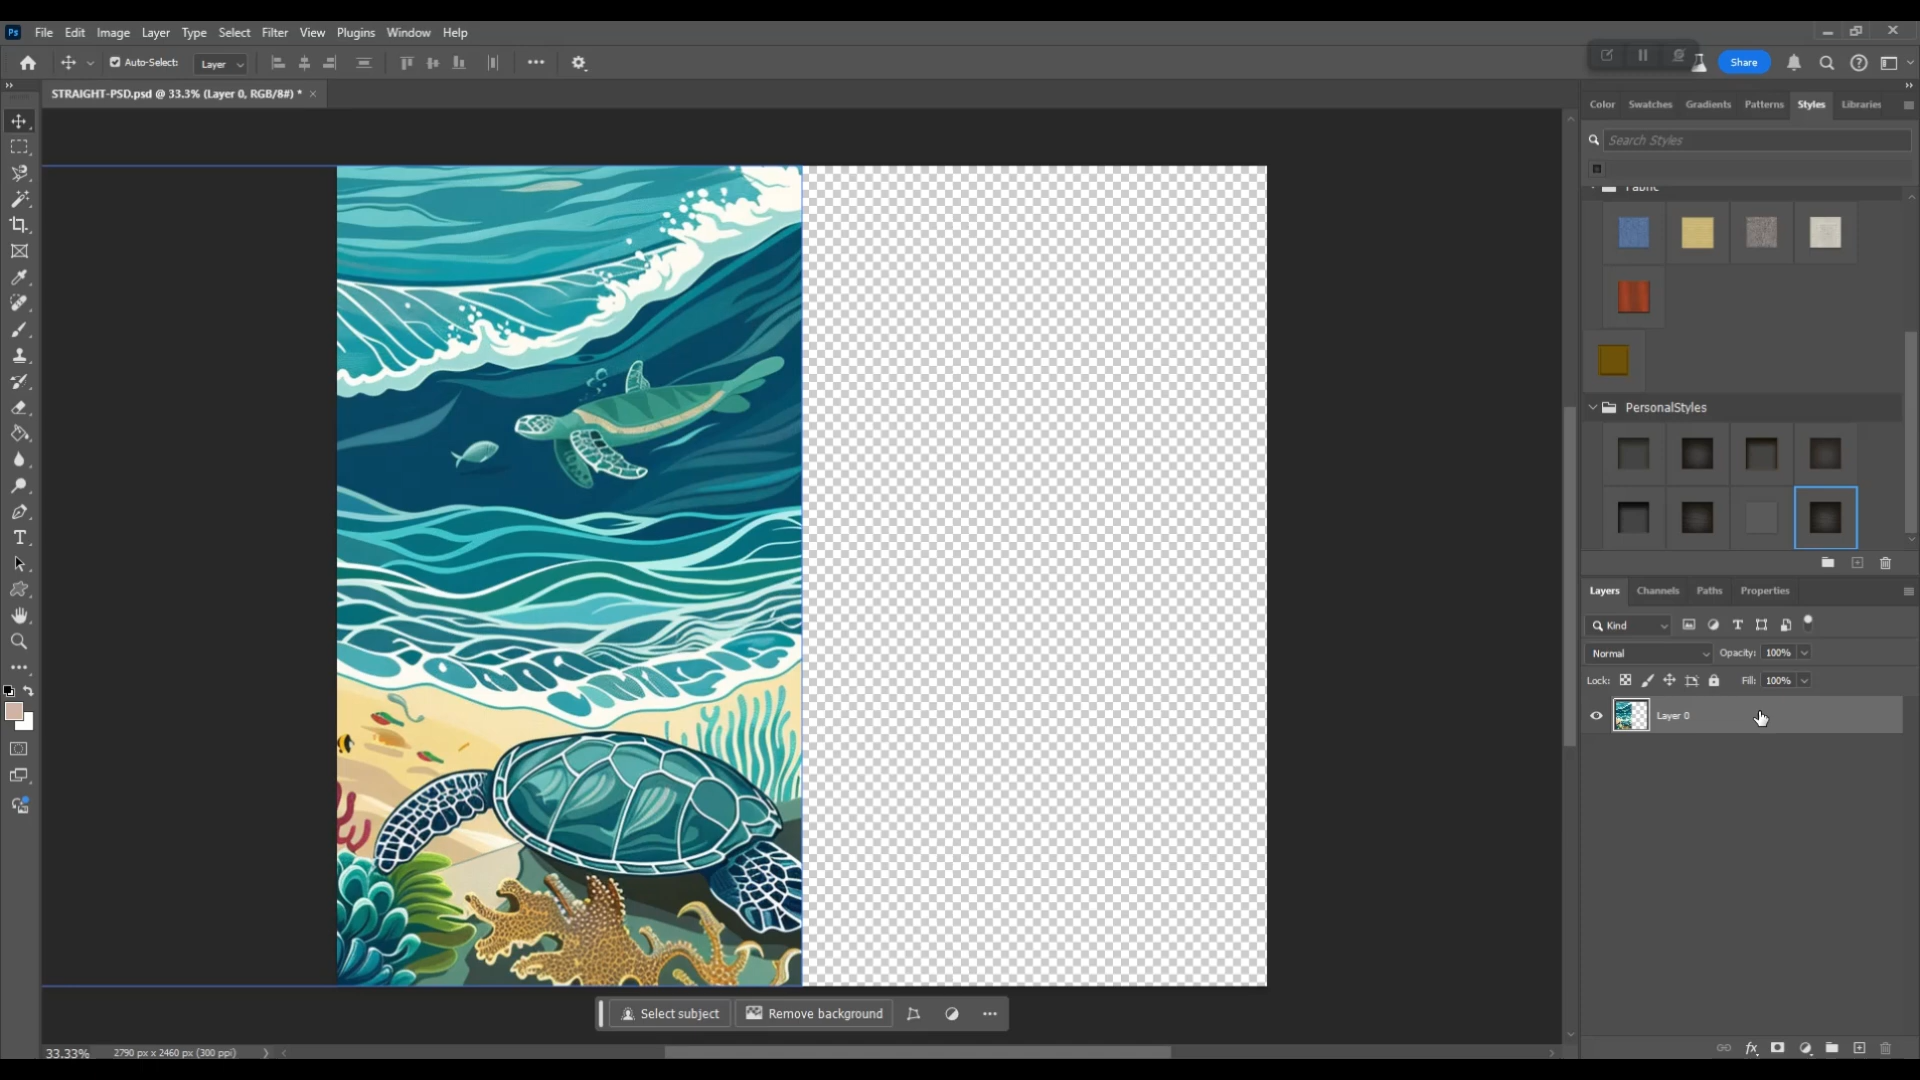 Ps File Edit Image Layer Type Select Filter View Plugins Window Help
Auto-Select: Layer Share
STRAIGHT-PSD.psd @ 33.3% (Layer 0, RGB/8#) * ×
Color Swatches Gradients Patterns Styles Libraries
Search Styles
Fabric
PersonalStyles
Layers Channels Paths Properties
Kind
Normal Opacity: 100%
Lock: Fill: 100%
Layer 0
Select subject Remove background
33.33% 2790 px x 2460 px (300 ppi)